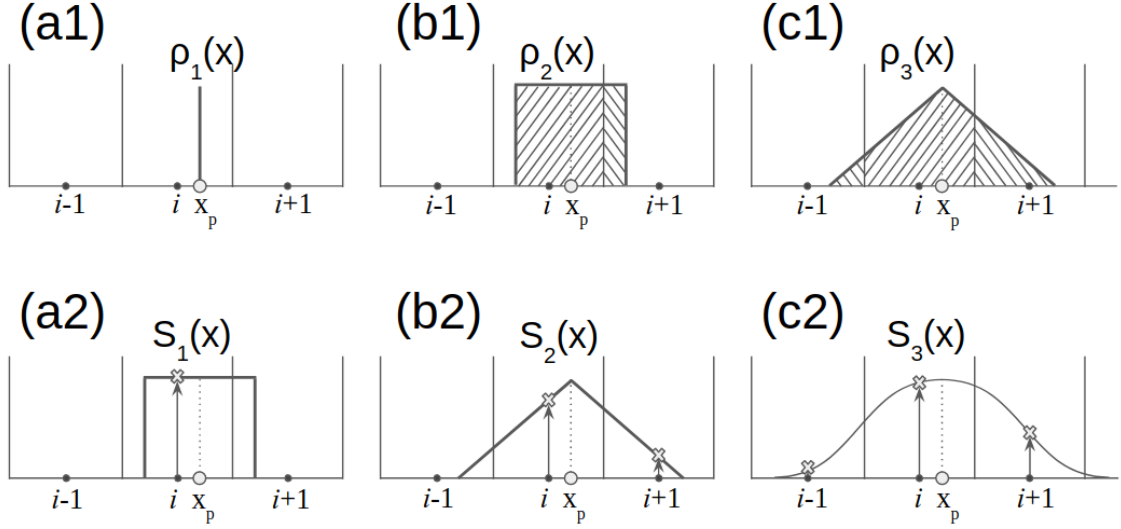 (a1)
ρ₁(x)
i-1 i xₚ i+1
(b1)
ρ₂(x)
i-1 i xₚ i+1
(c1)
ρ₃(x)
i-1 i xₚ i+1
(a2)
S₁(x)
i-1 i xₚ i+1
(b2)
S₂(x)
i-1 i xₚ i+1
(c2)
S₃(x)
i-1 i xₚ i+1